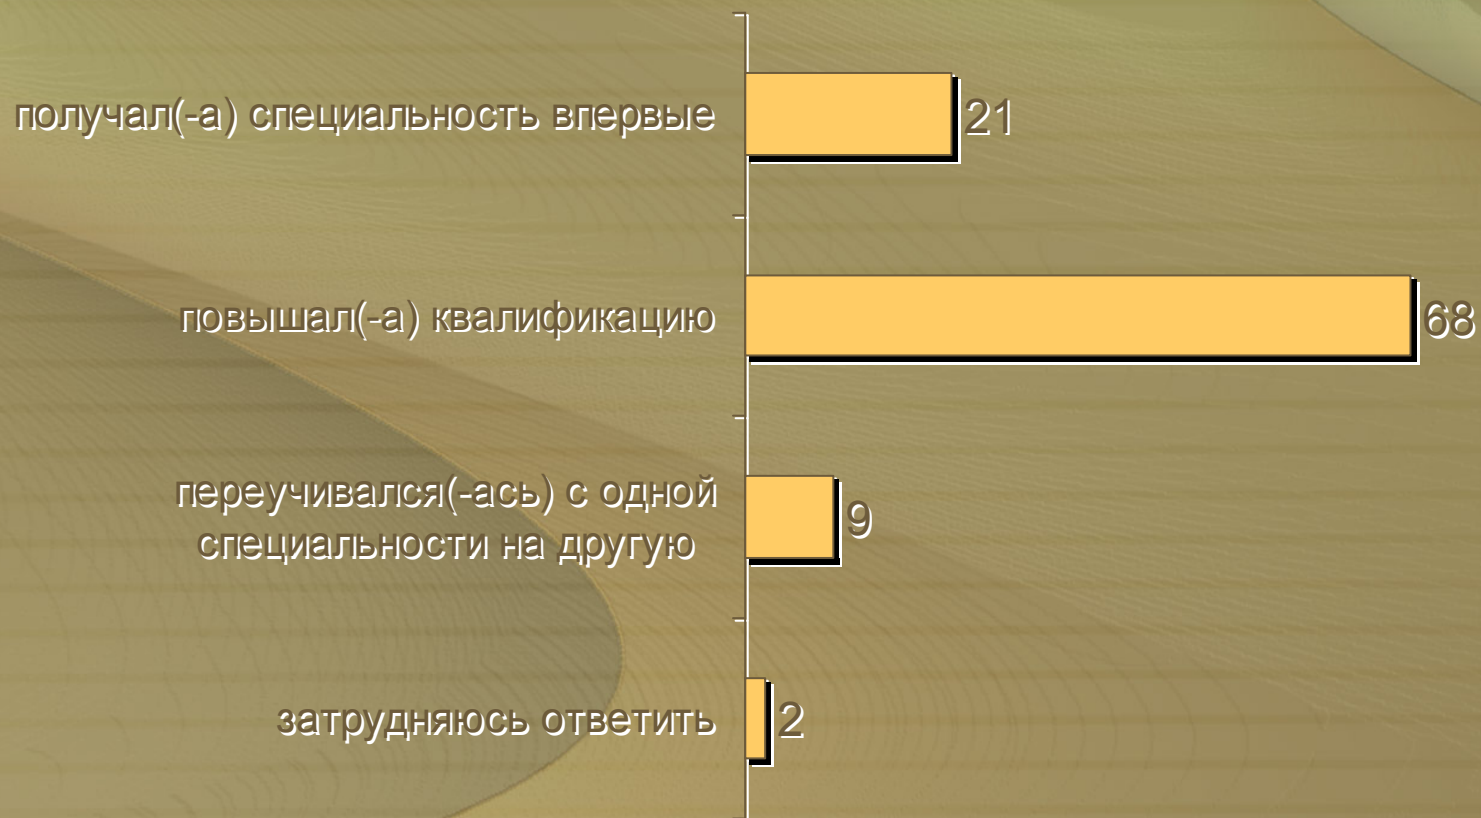 получал(-а) специальность впервые
21
повышал(-а) квалификацию
68
переучивался(-ась) с одной
специальности на другую
9
затрудняюсь ответить
2